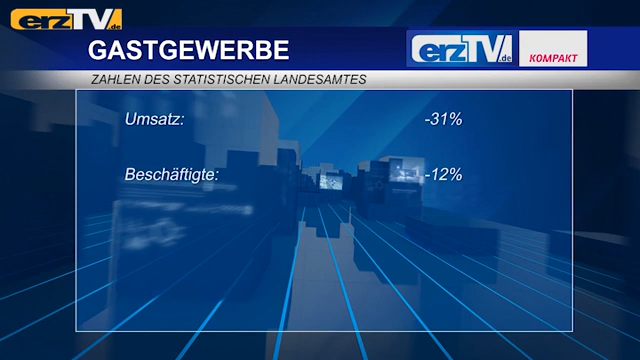 erzTV.de
GASTGEWERBE
erzTV.de
KOMPAKT
ZAHLEN DES STATISTISCHEN LANDESAMTES
Umsatz: -31%
Beschäftigte: -12%